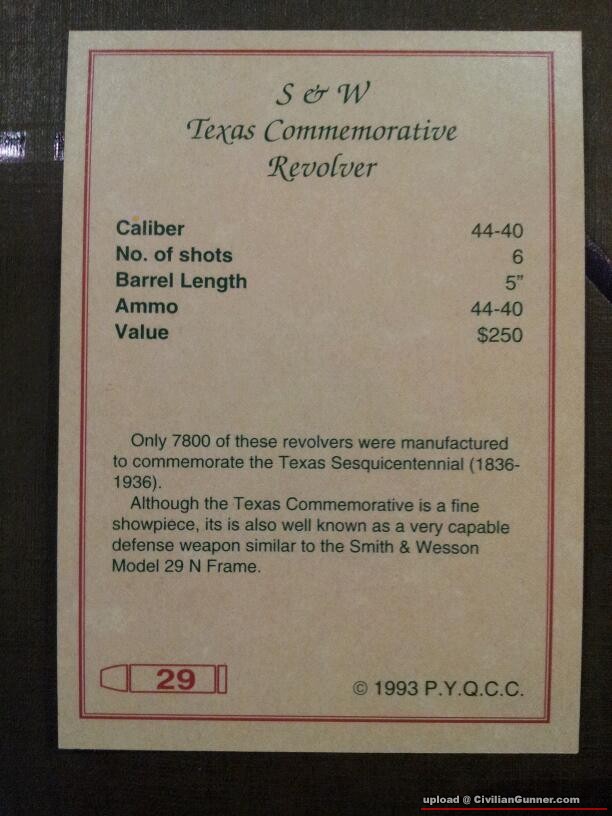 S & W
Texas Commemorative
Revolver
Caliber 44-40
No. of shots 6
Barrel Length 5”
Ammo 44-40
Value $250
Only 7800 of these revolvers were manufactured
to commemorate the Texas Sesquicentennial (1836-
1936).
Although the Texas Commemorative is a fine
showpiece, its is also well known as a very capable
defense weapon similar to the Smith & Wesson
Model 29 N Frame.
29 © 1993 P.Y.Q.C.C.
upload @ CivilianGunner.com